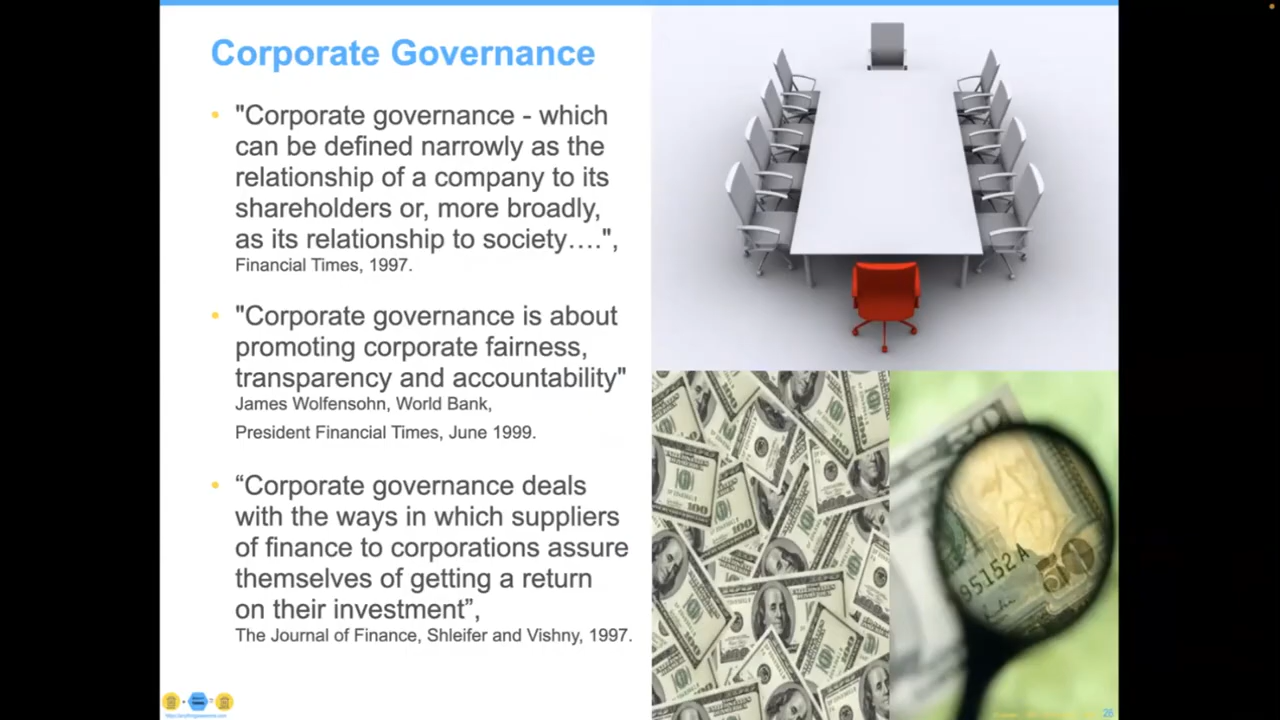 Corporate Governance
• "Corporate governance - which
can be defined narrowly as the
relationship of a company to its
shareholders or, more broadly,
as its relationship to society….",
Financial Times, 1997.
• "Corporate governance is about
promoting corporate fairness,
transparency and accountability"
James Wolfensohn, World Bank,
President Financial Times, June 1999.
• “Corporate governance deals
with the ways in which suppliers
of finance to corporations assure
themselves of getting a return
on their investment”,
The Journal of Finance, Shleifer and Vishny, 1997.
95152A
50
100
26